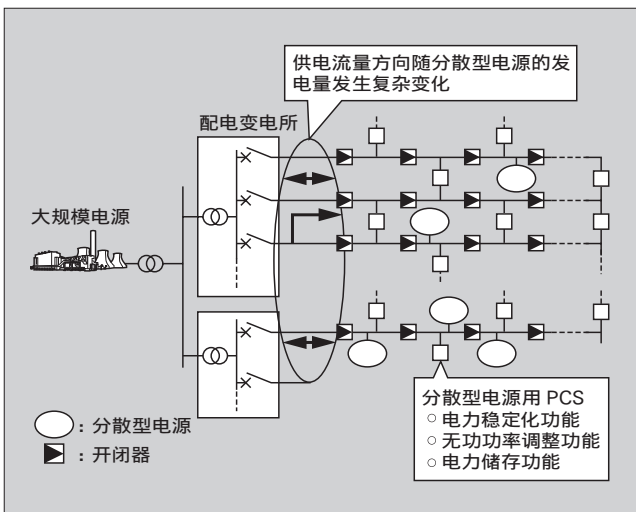 供电流量方向随分散型电源的发
电量发生复杂变化
配电变电所
大规模电源
分散型电源用 PCS
○ 电力稳定化功能
○ 无功功率调整功能
○ 电力储存功能
：分散型电源
：开闭器